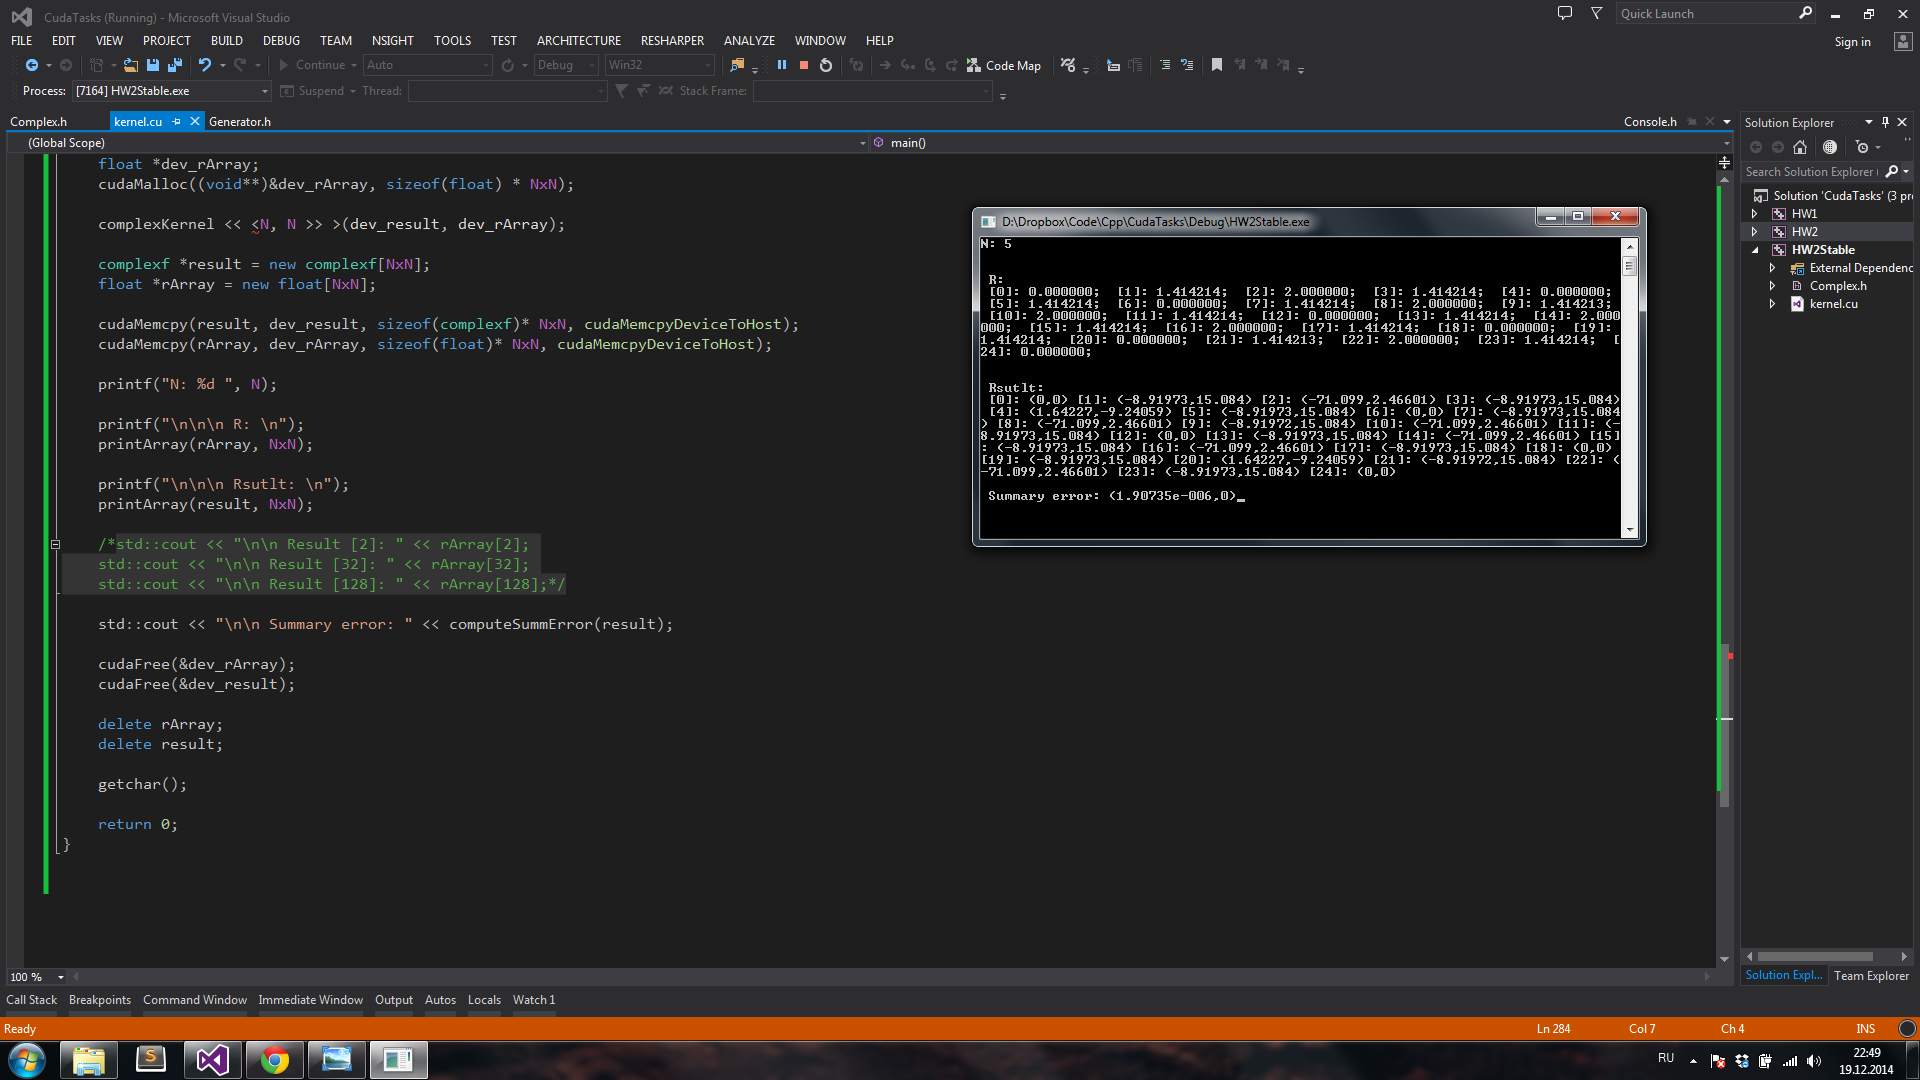 CudaTasks (Running) - Microsoft Visual Studio
Quick Launch
FILE EDIT VIEW PROJECT BUILD DEBUG TEAM NSIGHT TOOLS TEST ARCHITECTURE RESHARPER ANALYZE WINDOW HELP
Sign in
Continue Auto Debug Win32 Code Map
Process: [7164] HW2Stable.exe Suspend Thread: Stack Frame:
Complex.h kernel.cu Generator.h Console.h
(Global Scope) main()
float *dev_rArray;
cudaMalloc((void**)&dev_rArray, sizeof(float) * NxN);
complexKernel << <N, N >> >(dev_result, dev_rArray);
complexf *result = new complexf[NxN];
float *rArray = new float[NxN];
cudaMemcpy(result, dev_result, sizeof(complexf)* NxN, cudaMemcpyDeviceToHost);
cudaMemcpy(rArray, dev_rArray, sizeof(float)* NxN, cudaMemcpyDeviceToHost);
printf("N: %d ", N);
printf("\n\n\n R: \n");
printArray(rArray, NxN);
printf("\n\n\n Rsutlt: \n");
printArray(result, NxN);
/*std::cout << "\n\n Result [2]: " << rArray[2];
std::cout << "\n\n Result [32]: " << rArray[32];
std::cout << "\n\n Result [128]: " << rArray[128];*/
std::cout << "\n\n Summary error: " << computeSummError(result);
cudaFree(&dev_rArray);
cudaFree(&dev_result);
delete rArray;
delete result;
getchar();
return 0;
}
D:\Dropbox\Code\Cpp\CudaTasks\Debug\HW2Stable.exe
N: 5
R:
[0]: 0.000000; [1]: 1.414214; [2]: 2.000000; [3]: 1.414214; [4]: 0.000000;
[5]: 1.414214; [6]: 0.000000; [7]: 1.414214; [8]: 2.000000; [9]: 1.414213;
[10]: 2.000000; [11]: 1.414214; [12]: 0.000000; [13]: 1.414214; [14]: 2.000
000; [15]: 1.414214; [16]: 2.000000; [17]: 1.414214; [18]: 0.000000; [19]:
1.414214; [20]: 0.000000; [21]: 1.414213; [22]: 2.000000; [23]: 1.414214; [
24]: 0.000000;
Rsutlt:
[0]: (0,0) [1]: (-8.91973,15.084) [2]: (-71.099,2.46601) [3]: (-8.91973,15.084)
[4]: (1.64227,-9.24059) [5]: (-8.91973,15.084) [6]: (0,0) [7]: (-8.91973,15.084
) [8]: (-71.099,2.46601) [9]: (-8.91972,15.084) [10]: (-71.099,2.46601) [11]: (-
8.91973,15.084) [12]: (0,0) [13]: (-8.91973,15.084) [14]: (-71.099,2.46601) [15]
: (-8.91973,15.084) [16]: (-71.099,2.46601) [17]: (-8.91973,15.084) [18]: (0,0)
[19]: (-8.91973,15.084) [20]: (1.64227,-9.24059) [21]: (-8.91972,15.084) [22]: (
-71.099,2.46601) [23]: (-8.91973,15.084) [24]: (0,0)
Summary error: (1.90735e-006,0)_
Solution Explorer
Search Solution Explorer (
Solution 'CudaTasks' (3 pr
HW1
HW2
HW2Stable
External Dependenc
Complex.h
kernel.cu
Solution Expl... Team Explorer
100 %
Call Stack Breakpoints Command Window Immediate Window Output Autos Locals Watch 1
Ready Ln 284 Col 7 Ch 4 INS
RU
22:49
19.12.2014